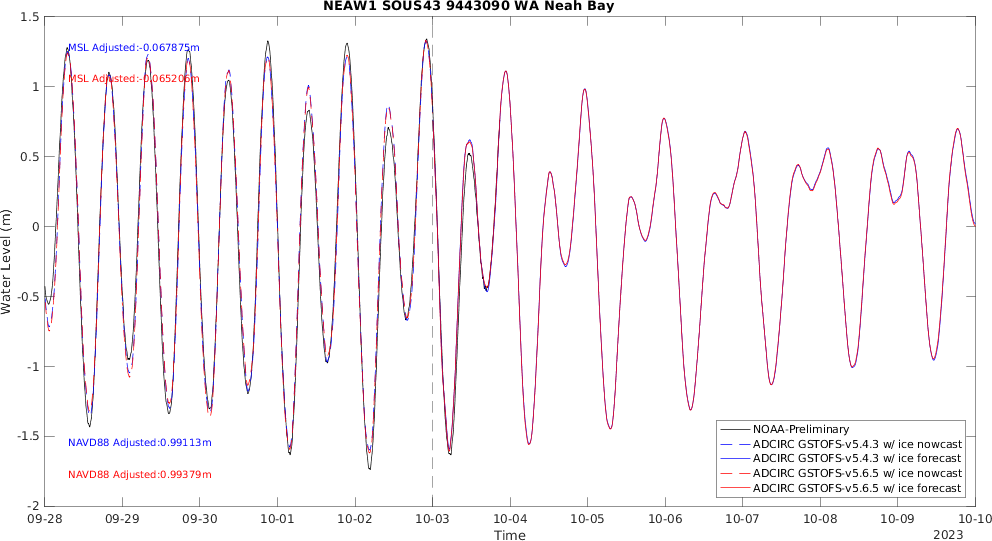 NEAW1 SOUS43 9443090 WA Neah Bay
MSL Adjusted:-0.067875m
MSL Adjusted:-0.065206m
NAVD88 Adjusted:0.99113m
NAVD88 Adjusted:0.99379m
Water Level (m)
1.5
1
0.5
0
-0.5
-1
-1.5
-2
NOAA-Preliminary
ADCIRC GSTOFS-v5.4.3 w/ ice nowcast
ADCIRC GSTOFS-v5.4.3 w/ ice forecast
ADCIRC GSTOFS-v5.6.5 w/ ice nowcast
ADCIRC GSTOFS-v5.6.5 w/ ice forecast
09-28 09-29 09-30 10-01 10-02 10-03 10-04 10-05 10-06 10-07 10-08 10-09 10-10
Time
2023